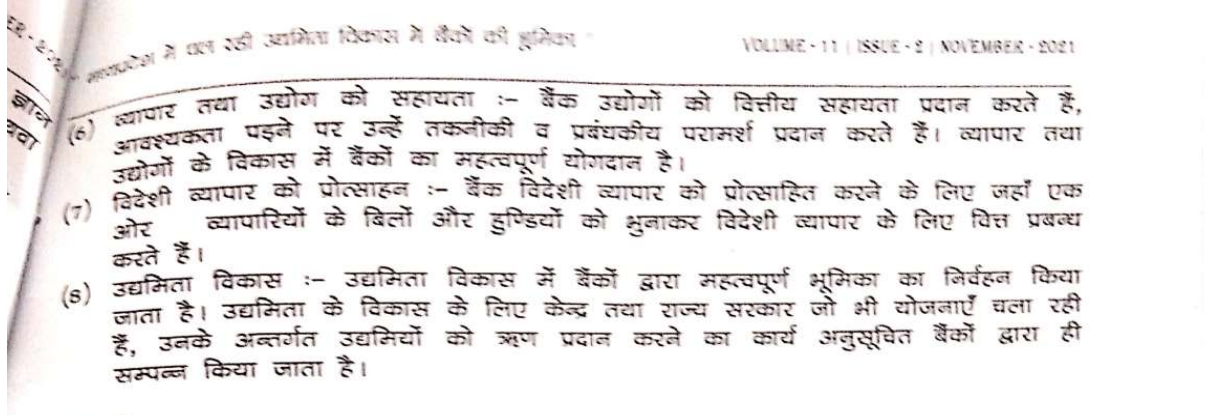 मध्यप्रदेश में चल रही उद्यमिता विकास में बैंकों की भूमिका
VOLUME - 11 | ISSUE - 2 | NOVEMBER - 2021
(6) व्यापार तथा उद्योग को सहायता :– बैंक उद्योगों को वित्तीय सहायता प्रदान करते हैं,
आवश्यकता पड़ने पर उन्हें तकनीकी व प्रबंधकीय परामर्श प्रदान करते हैं। व्यापार तथा
उद्योगों के विकास में बैंकों का महत्वपूर्ण योगदान है।
(7) विदेशी व्यापार को प्रोत्साहन :– बैंक विदेशी व्यापार को प्रोत्साहित करने के लिए जहाँ एक
ओर व्यापारियों के बिलों और हुण्डियों को भुनाकर विदेशी व्यापार के लिए वित्त प्रबन्ध
करते हैं।
(8) उद्यमिता विकास :– उद्यमिता विकास में बैंकों द्वारा महत्वपूर्ण भूमिका का निर्वहन किया
जाता है। उद्यमिता के विकास के लिए केन्द्र तथा राज्य सरकार जो भी योजनाएँ चला रही
हैं, उनके अन्तर्गत उद्यमियों को ऋण प्रदान करने का कार्य अनुसूचित बैंकों द्वारा ही
सम्पन्न किया जाता है।